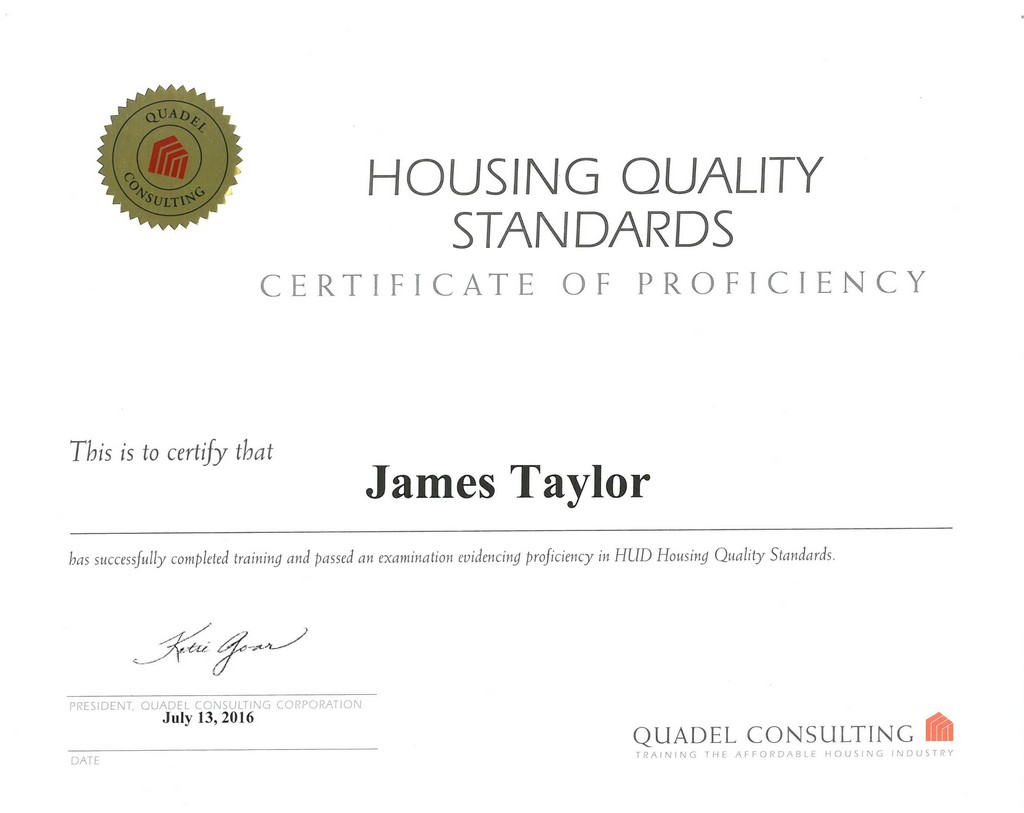 QUADEL
CONSULTING
HOUSING QUALITY
STANDARDS
CERTIFICATE OF PROFICIENCY
This is to certify that
James Taylor
has successfully completed training and passed an examination evidencing proficiency in HUD Housing Quality Standards.
PRESIDENT, QUADEL CONSULTING CORPORATION
July 13, 2016
DATE
QUADEL CONSULTING
TRAINING THE AFFORDABLE HOUSING INDUSTRY